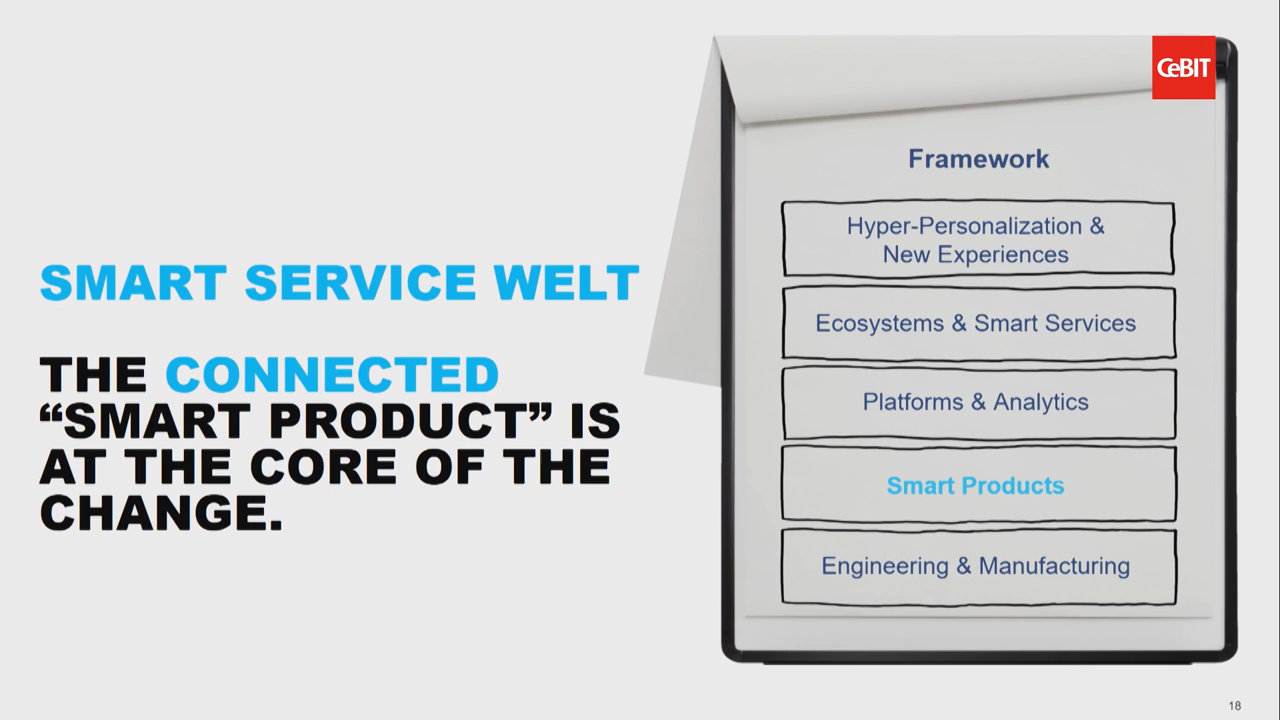 SMART SERVICE WELT
THE CONNECTED
“SMART PRODUCT” IS
AT THE CORE OF THE
CHANGE.
CeBIT
Framework
Hyper-Personalization &
New Experiences
Ecosystems & Smart Services
Platforms & Analytics
Smart Products
Engineering & Manufacturing
18